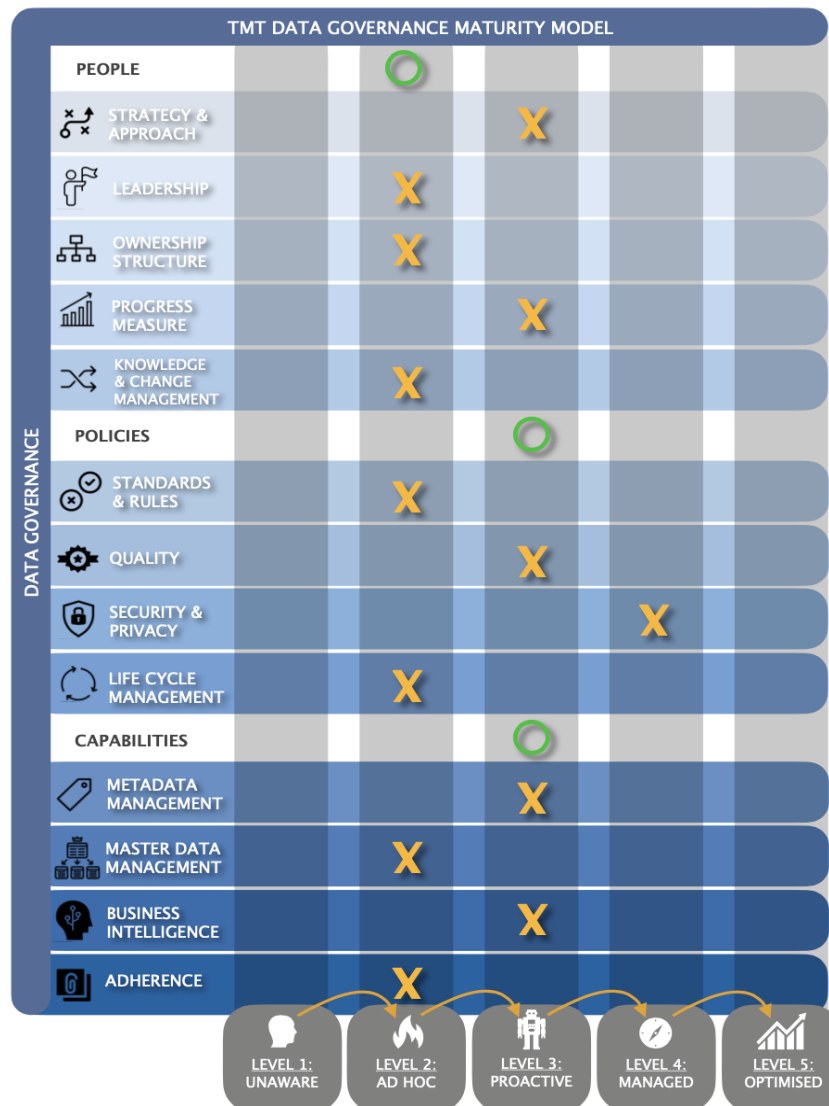 TMT DATA GOVERNANCE MATURITY MODEL
DATA GOVERNANCE
PEOPLE
STRATEGY &
APPROACH
X
LEADERSHIP
X
OWNERSHIP
STRUCTURE
X
PROGRESS
MEASURE
X
KNOWLEDGE
& CHANGE
MANAGEMENT
X
POLICIES
STANDARDS
& RULES
X
QUALITY
X
SECURITY &
PRIVACY
X
LIFE CYCLE
MANAGEMENT
X
CAPABILITIES
METADATA
MANAGEMENT
X
MASTER DATA
MANAGEMENT
X
BUSINESS
INTELLIGENCE
X
ADHERENCE
X
LEVEL 1:
UNAWARE
LEVEL 2:
AD HOC
LEVEL 3:
PROACTIVE
LEVEL 4:
MANAGED
LEVEL 5:
OPTIMISED